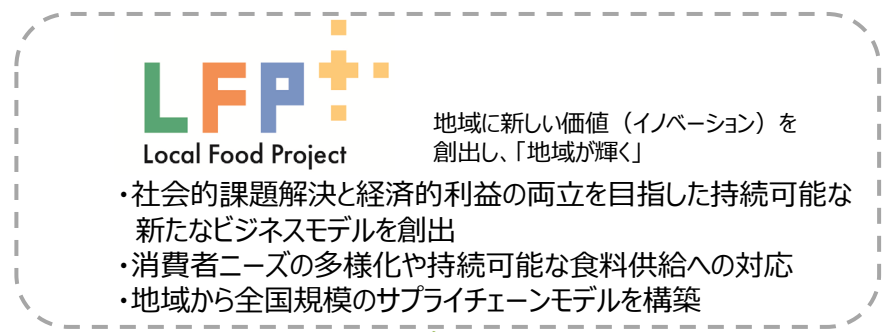 LFP
Local Food Project
地域に新しい価値（イノベーション）を
創出し、「地域が輝く」
・社会的課題解決と経済的利益の両立を目指した持続可能な
新たなビジネスモデルを創出
・消費者ニーズの多様化や持続可能な食料供給への対応
・地域から全国規模のサプライチェーンモデルを構築